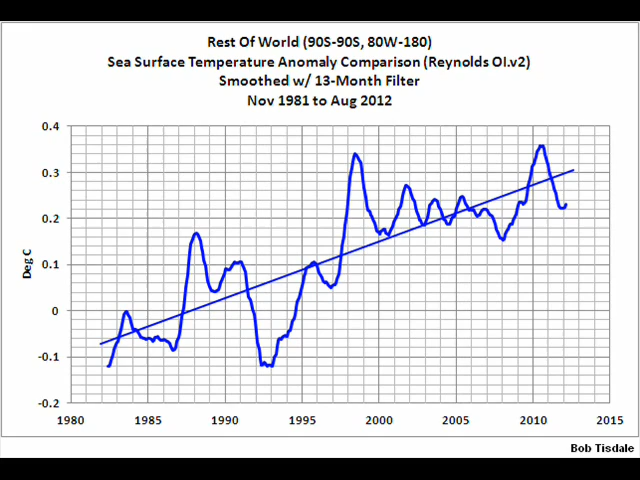 Rest Of World (90S-90S, 80W-180)
Sea Surface Temperature Anomaly Comparison (Reynolds OI.v2)
Smoothed w/ 13-Month Filter
Nov 1981 to Aug 2012
0.4
0.3
0.2
0.1
0
-0.1
-0.2
Deg C
1980 1985 1990 1995 2000 2005 2010 2015
Bob Tisdale